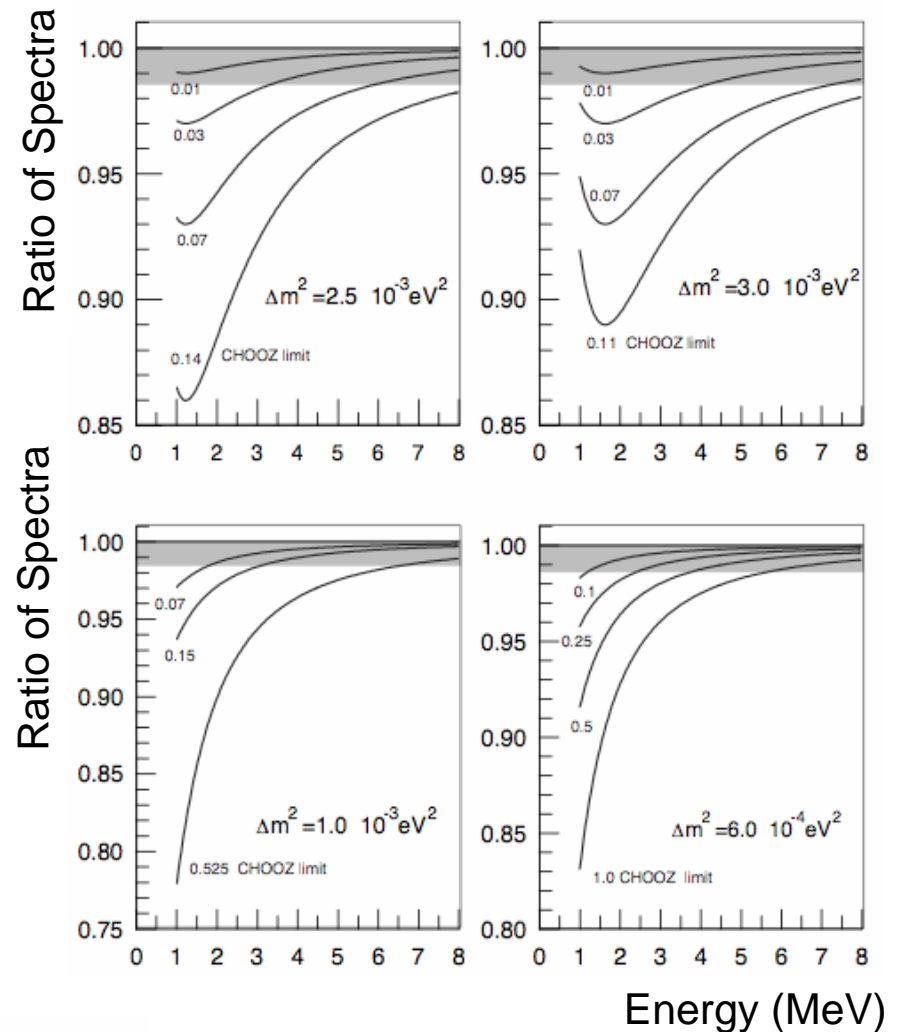 Ratio of Spectra
1.00
0.95
0.90
0.85
0.01
0.03
0.07
0.14 CHOOZ limit
Δm² =2.5 10⁻³eV²
0 1 2 3 4 5 6 7 8
1.00
0.95
0.90
0.85
0.01
0.03
0.07
0.11 CHOOZ limit
Δm² =3.0 10⁻³eV²
0 1 2 3 4 5 6 7 8
Ratio of Spectra
1.00
0.95
0.90
0.85
0.80
0.75
0.07
0.15
0.525 CHOOZ limit
Δm² =1.0 10⁻³eV²
0 1 2 3 4 5 6 7 8
1.00
0.95
0.90
0.85
0.80
0.1
0.25
0.5
1.0 CHOOZ limit
Δm² =6.0 10⁻⁴eV²
0 1 2 3 4 5 6 7 8
Energy (MeV)